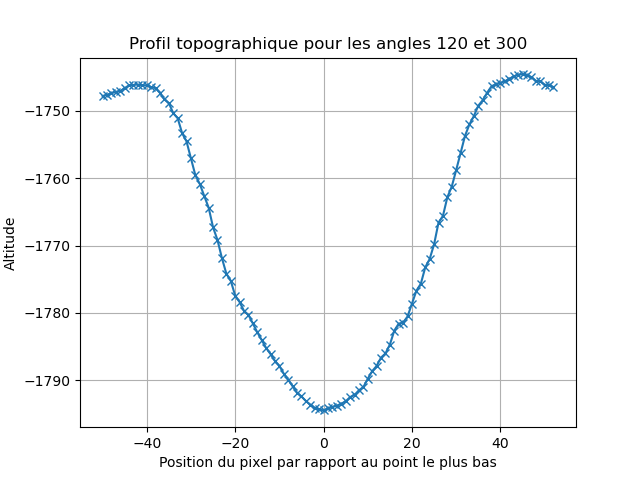 Profil topographique pour les angles 120 et 300
Altitude
−1750
−1760
−1770
−1780
−1790
−40 −20 0 20 40
Position du pixel par rapport au point le plus bas